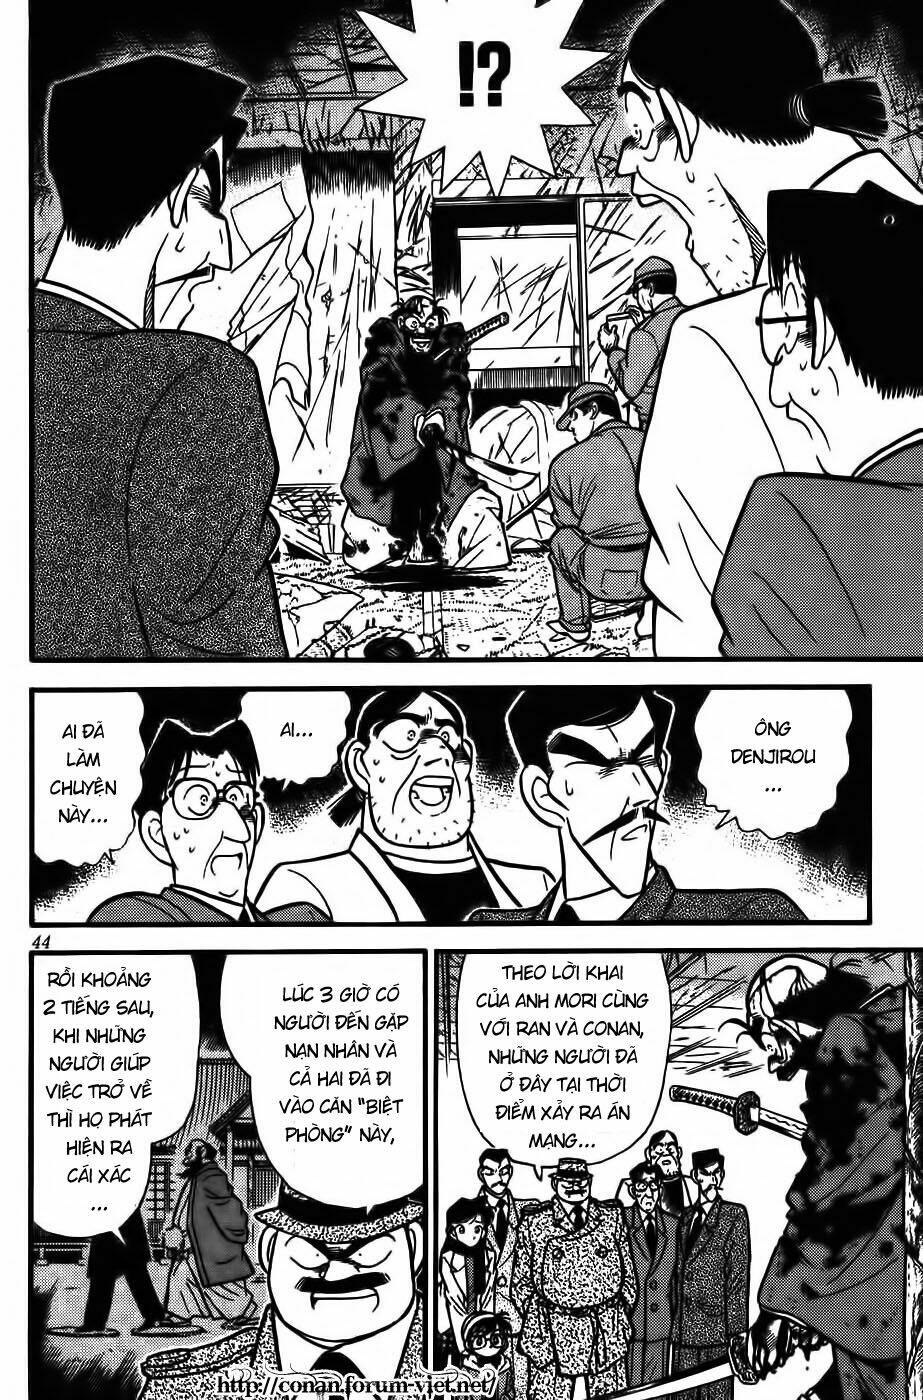 !?
ÔNG
DENJIROU
...
AI...
AI ĐÃ
LÀM
CHUYỆN
NÀY...
44
THEO LỜI KHAI
CỦA ANH MORI CÙNG
VỚI RAN VÀ CONAN,
NHỮNG NGƯỜI ĐÃ
Ở ĐÂY TẠI THỜI
ĐIỂM XẢY RA ÁN
MẠNG...
LÚC 3 GIỜ CÓ
NGƯỜI ĐẾN GẶP
NẠN NHÂN VÀ
CẢ HAI ĐÃ ĐI
VÀO CĂN "BIỆT
PHÒNG" NÀY,
RỒI KHOẢNG
2 TIẾNG SAU,
KHI NHỮNG
NGƯỜI GIÚP
VIỆC TRỞ VỀ
THÌ HỌ PHÁT
HIỆN RA
CÁI XÁC
...
http://conan.forum-viet.net